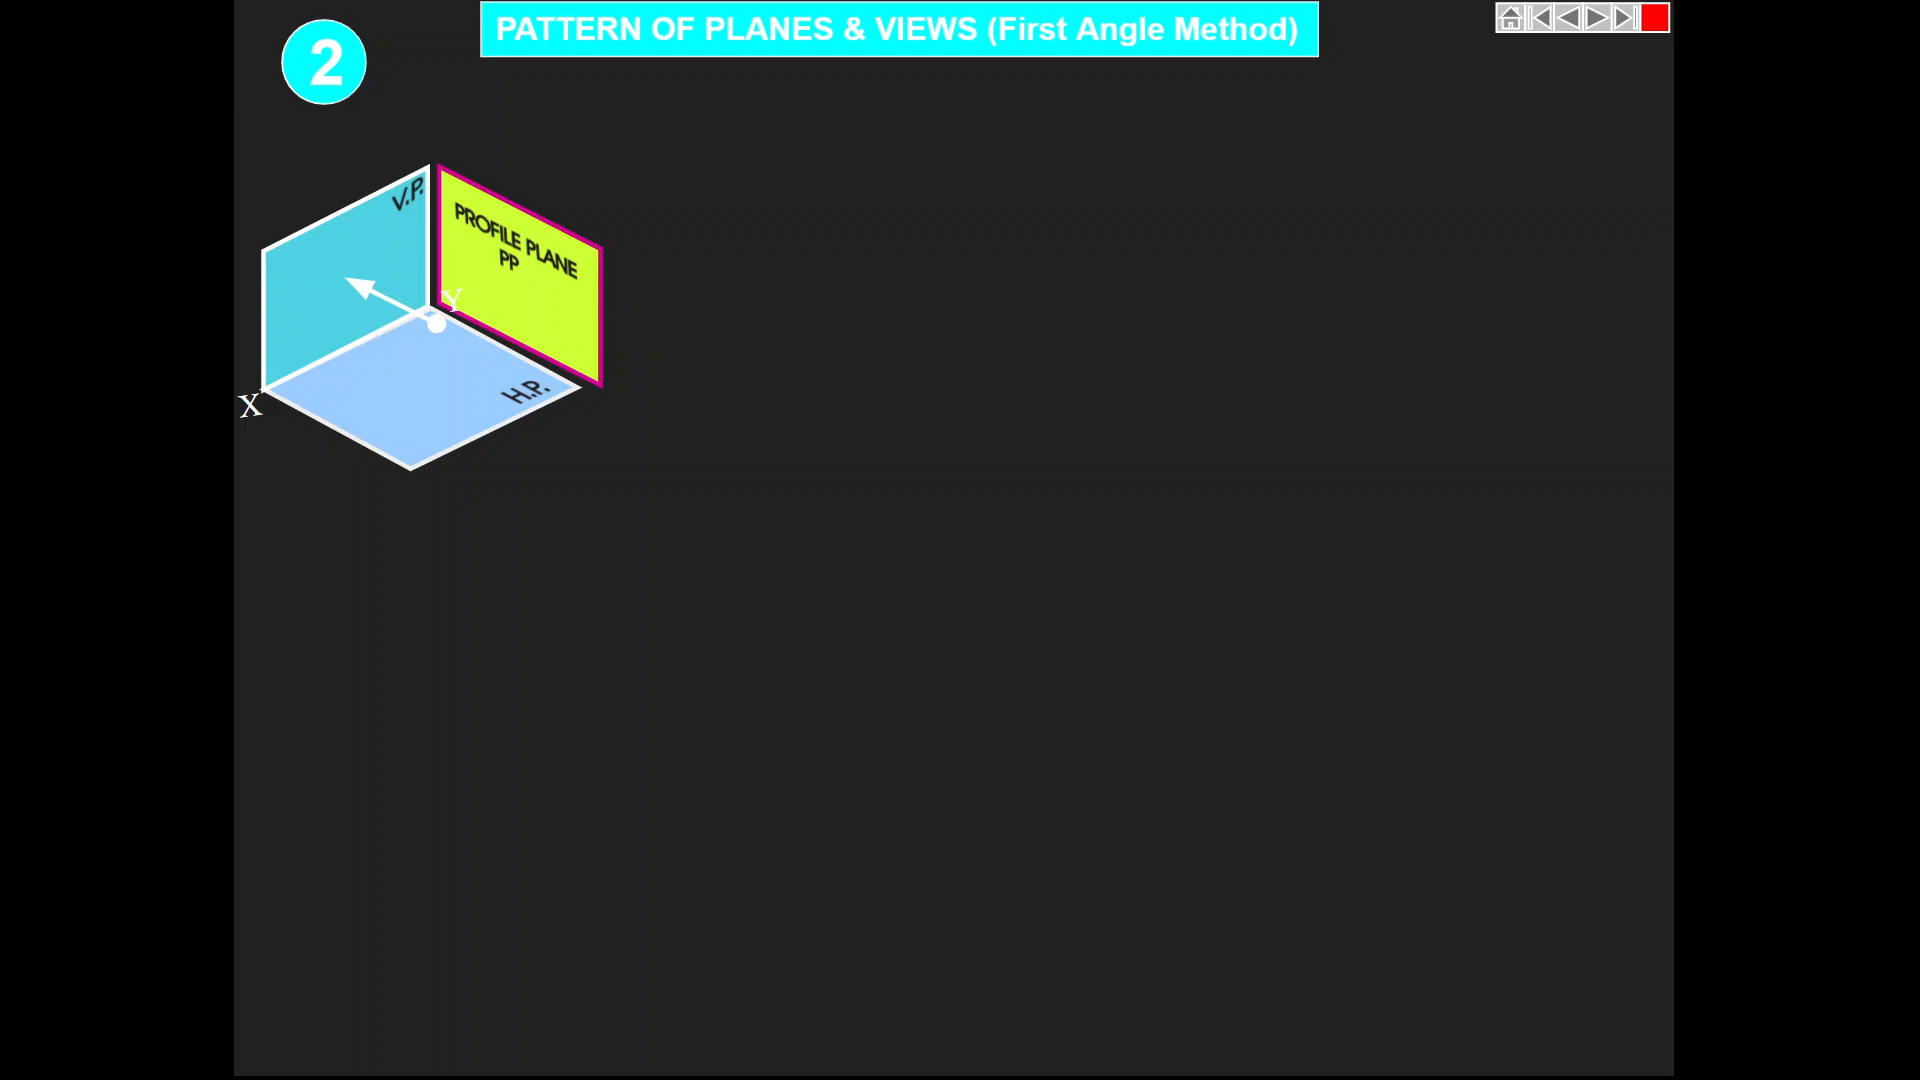 PATTERN OF PLANES & VIEWS (First Angle Method)
2
V.P.
PROFILE PLANE
PP
Y
H.P.
X